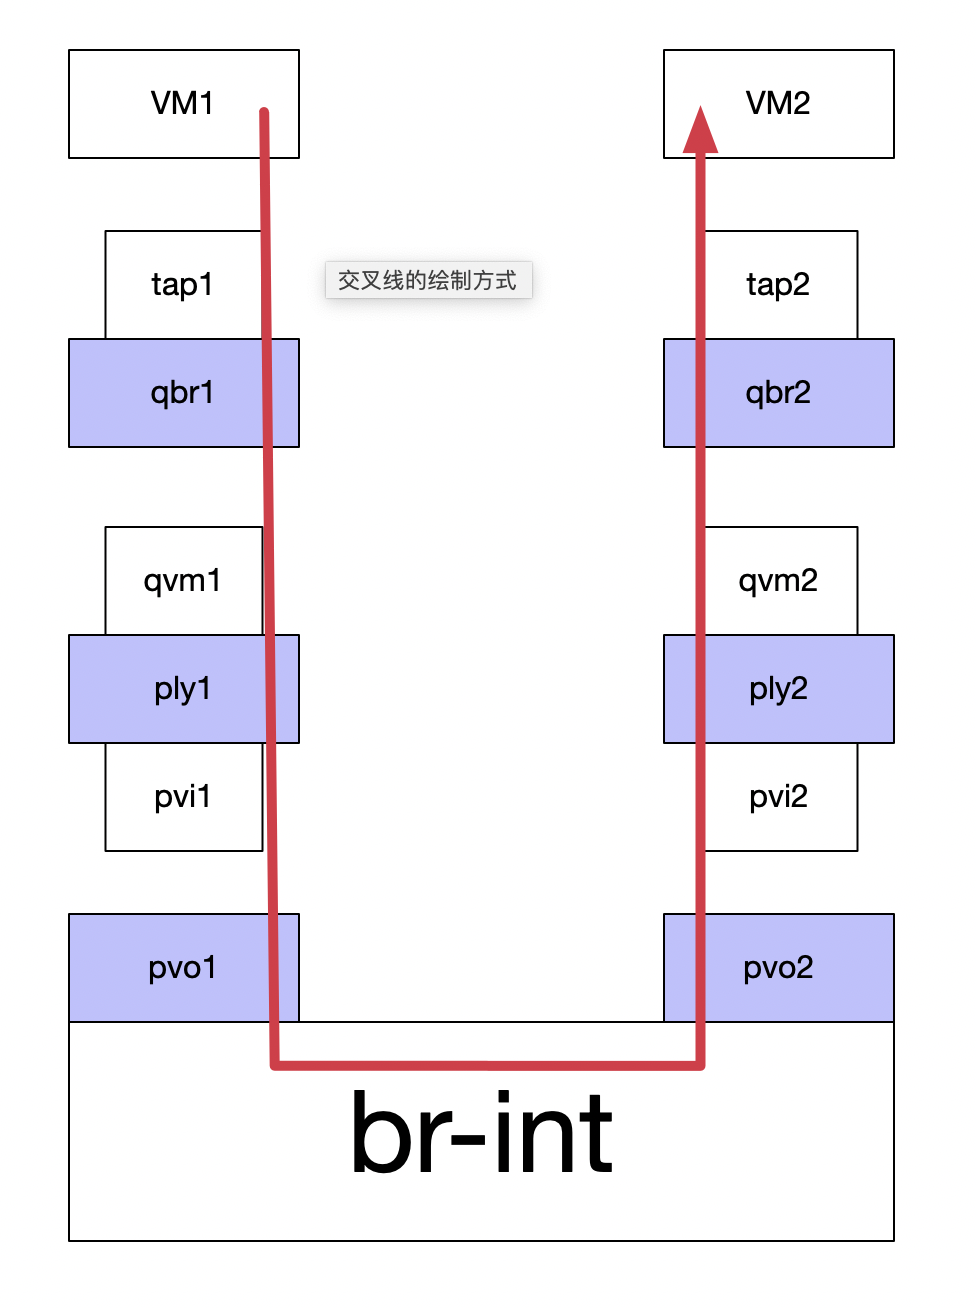 VM1 VM2
tap1 tap2
交叉线的绘制方式
qbr1 qbr2
qvm1 qvm2
ply1 ply2
pvi1 pvi2
pvo1 pvo2
br-int